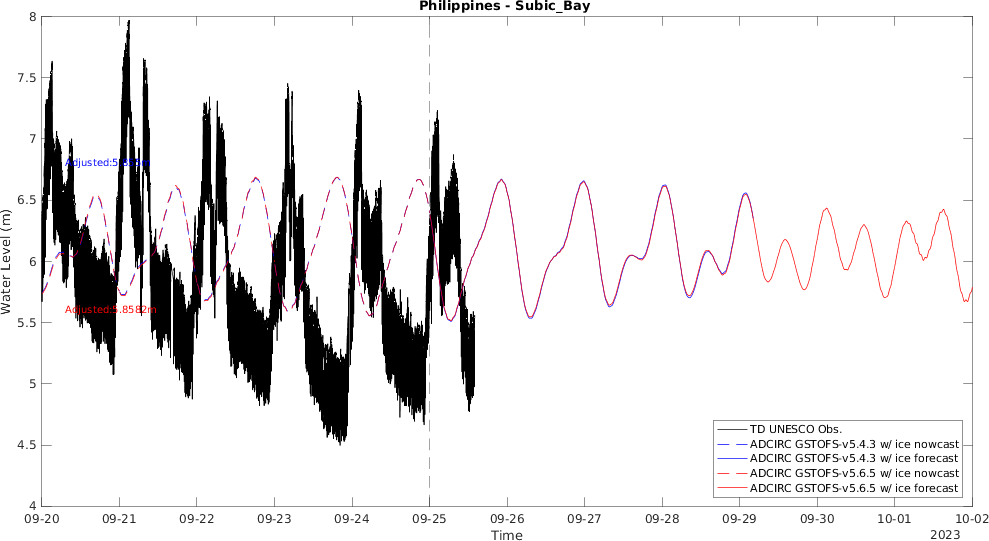 Philippines - Subic_Bay
8
7.5
7
6.5
6
5.5
5
4.5
4
Water Level (m)
Adjusted:5.8582m
09-20
09-21
09-22
09-23
09-24
09-25
09-26
09-27
09-28
09-29
09-30
10-01
10-02
Time
2023
TD UNESCO Obs.
ADCIRC GSTOFS-v5.4.3 w/ ice nowcast
ADCIRC GSTOFS-v5.4.3 w/ ice forecast
ADCIRC GSTOFS-v5.6.5 w/ ice nowcast
ADCIRC GSTOFS-v5.6.5 w/ ice forecast